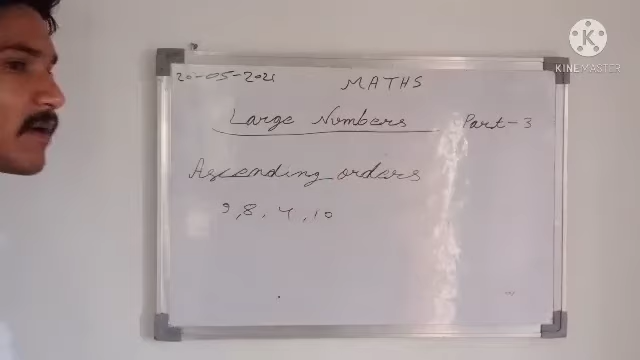 KINEMASTER
20-05-2021
MATHS
Large Numbers Part-3
Ascending orders
9, 8, 4, 10